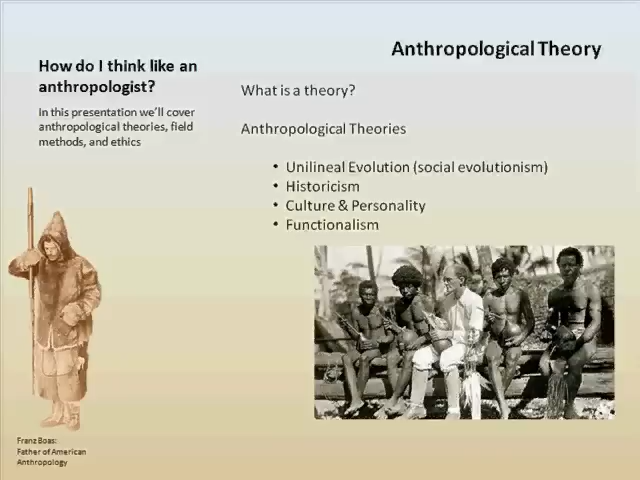 Anthropological Theory
How do I think like an
anthropologist?
In this presentation we'll cover
anthropological theories, field
methods, and ethics
What is a theory?
Anthropological Theories
• Unilineal Evolution (social evolutionism)
• Historicism
• Culture & Personality
• Functionalism
Franz Boas:
Father of American
Anthropology